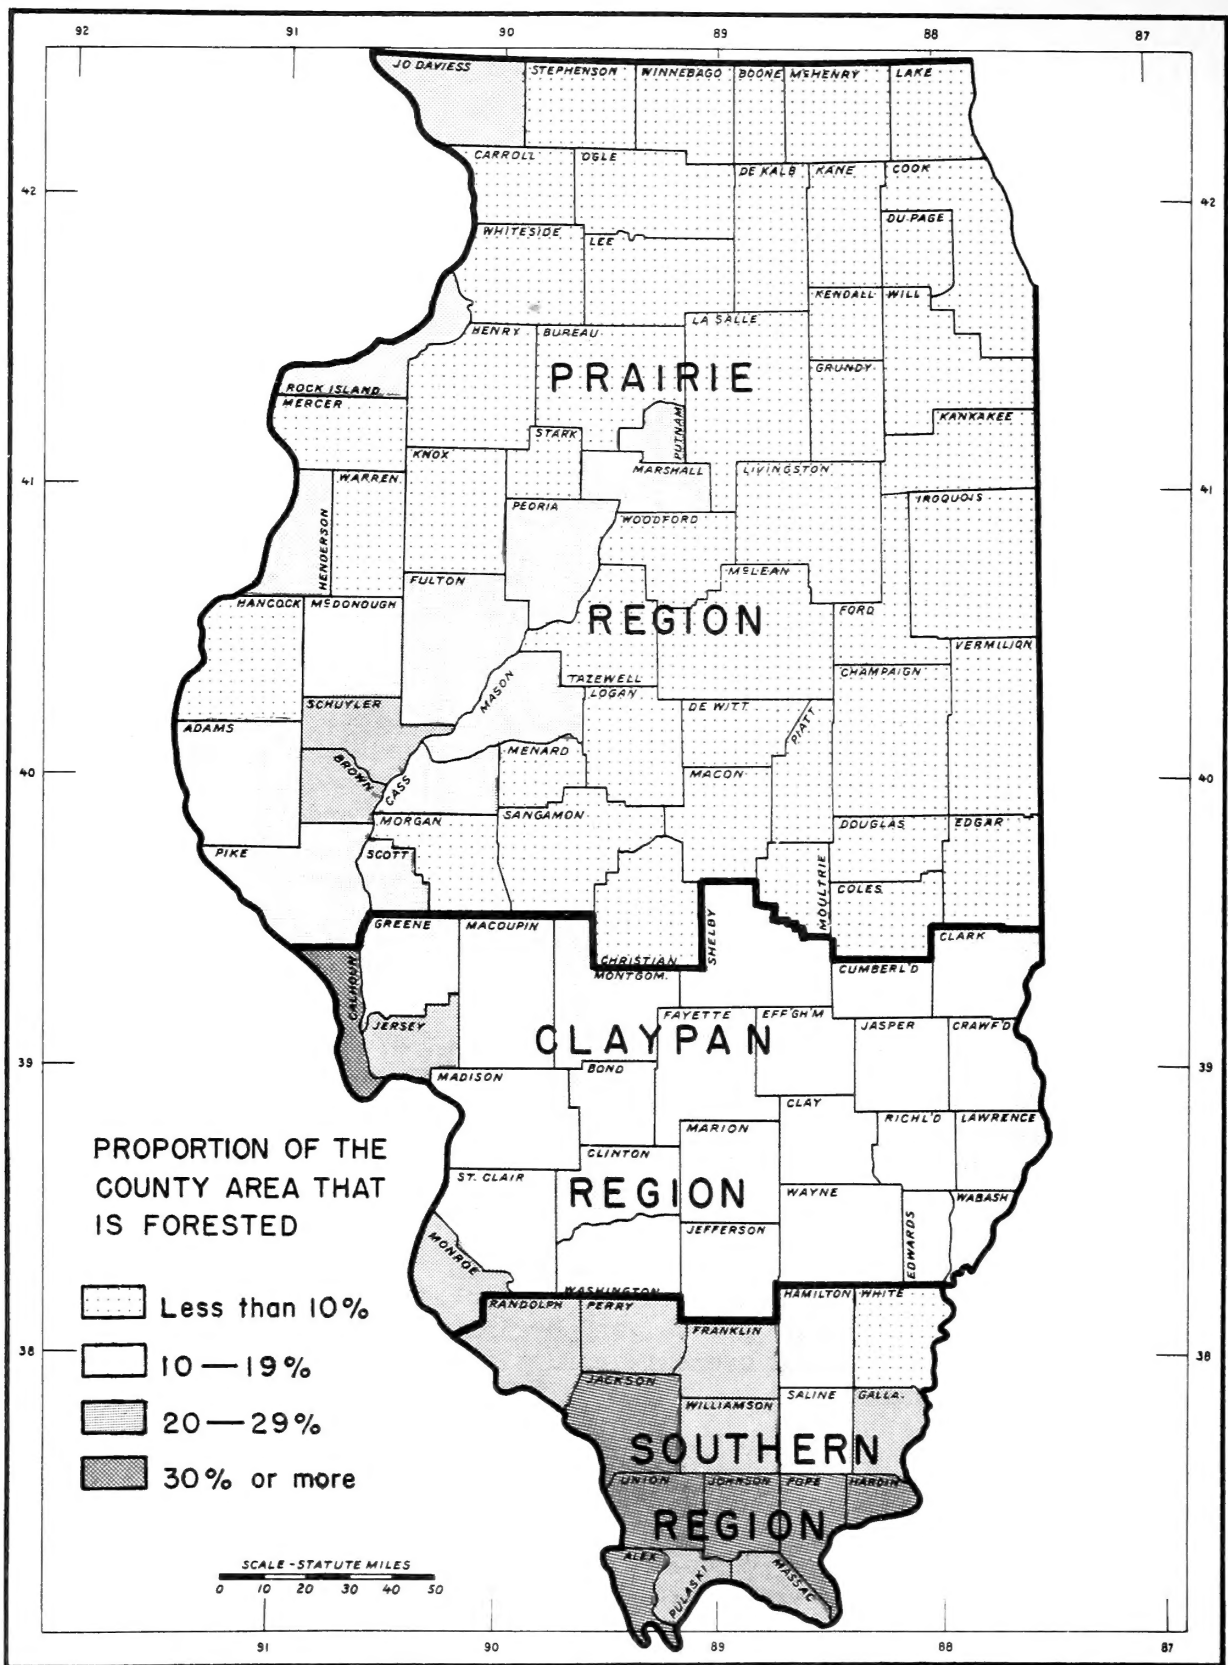 92 91 90 89 88 87
JO DAVIESS STEPHENSON WINNEBAGO BOONE McHENRY LAKE
CARROLL OGLE DE KALB KANE COOK
42 42
DU PAGE
WHITESIDE LEE
KENDALL WILL
HENRY BUREAU LA SALLE
PRAIRIE
GRUNDY
ROCK ISLAND
MERCER
KANKAKEE
STARK PUTNAM
KNOX MARSHALL LIVINGSTON
41 WARREN 41
PEORIA IROQUOIS
HENDERSON WOODFORD
FULTON McLEAN
HANCOCK McDONOUGH
REGION
FORD
VERMILION
TAZEWELL CHAMPAIGN
MASON LOGAN
SCHUYLER DE WITT PIATT
ADAMS
MENARD
40 BROWN CASS MACON 40
MORGAN SANGAMON DOUGLAS EDGAR
PIKE SCOTT
MOULTRIE COLES
GREENE MACOUPIN SHELBY CLARK
CHRISTIAN CUMBERL'D
CALHOUN MONTGOM.
JERSEY FAYETTE EFF'GH'M JASPER CRAWF'D
CLAYPAN
39 39
MADISON BOND
CLAY
RICHL'D LAWRENCE
MARION
CLINTON
ST. CLAIR
REGION
WAYNE WABASH
EDWARDS
JEFFERSON
MONROE
WASHINGTON HAMILTON WHITE
RANDOLPH PERRY
FRANKLIN
38 38
JACKSON
SALINE GALLA.
WILLIAMSON
SOUTHERN
UNION JOHNSON POPE HARDIN
REGION
ALEX. PULASKI MASSAC
PROPORTION OF THE
COUNTY AREA THAT
IS FORESTED
Less than 10%
10—19%
20—29%
30% or more
SCALE-STATUTE MILES
0 10 20 30 40 50
91 90 89 88 87